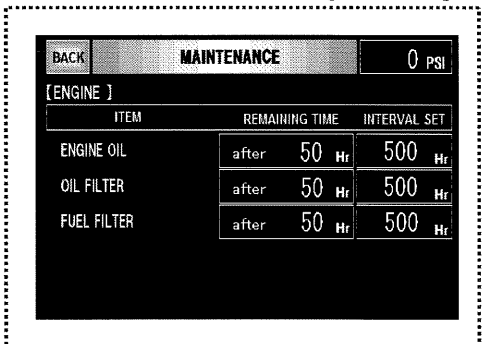 BACK MAINTENANCE 0 PSI
[ENGINE ]
ITEM REMAINING TIME INTERVAL SET
ENGINE OIL after 50 Hr 500 Hr
OIL FILTER after 50 Hr 500 Hr
FUEL FILTER after 50 Hr 500 Hr